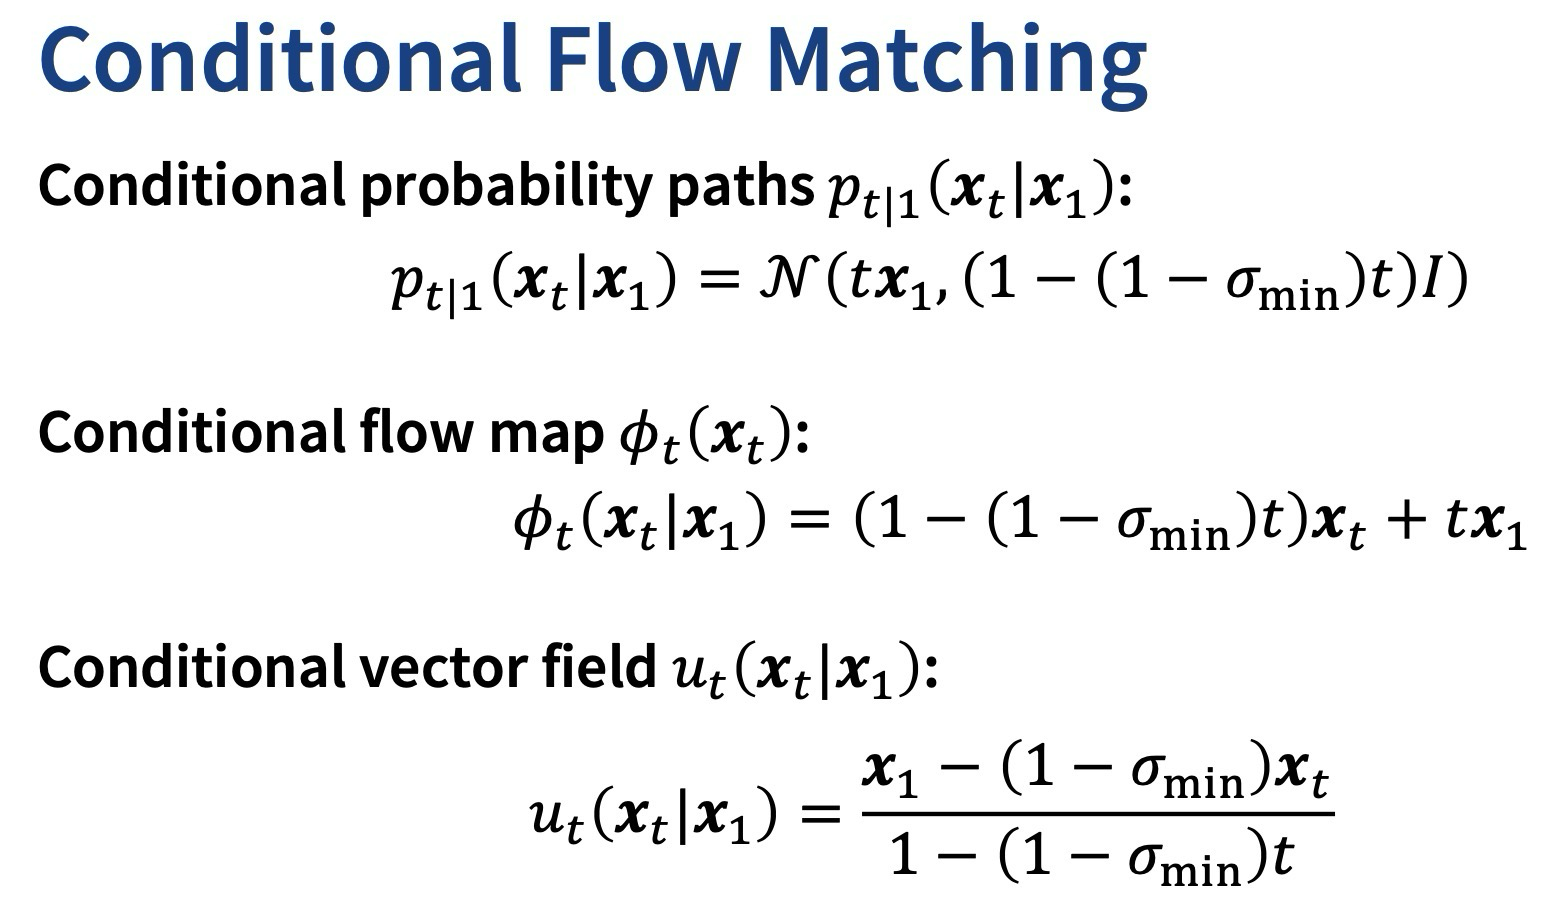 Conditional Flow Matching
Conditional probability paths $p_{t|1}(\boldsymbol{x}_t|\boldsymbol{x}_1)$:
$p_{t|1}(\boldsymbol{x}_t|\boldsymbol{x}_1) = \mathcal{N}(t\boldsymbol{x}_1, (1 - (1 - \sigma_{\min})t)I)$
Conditional flow map $\phi_t(\boldsymbol{x}_t)$:
$\phi_t(\boldsymbol{x}_t|\boldsymbol{x}_1) = (1 - (1 - \sigma_{\min})t)\boldsymbol{x}_t + t\boldsymbol{x}_1$
Conditional vector field $u_t(\boldsymbol{x}_t|\boldsymbol{x}_1)$:
$u_t(\boldsymbol{x}_t|\boldsymbol{x}_1) = \frac{\boldsymbol{x}_1 - (1 - \sigma_{\min})\boldsymbol{x}_t}{1 - (1 - \sigma_{\min})t}$